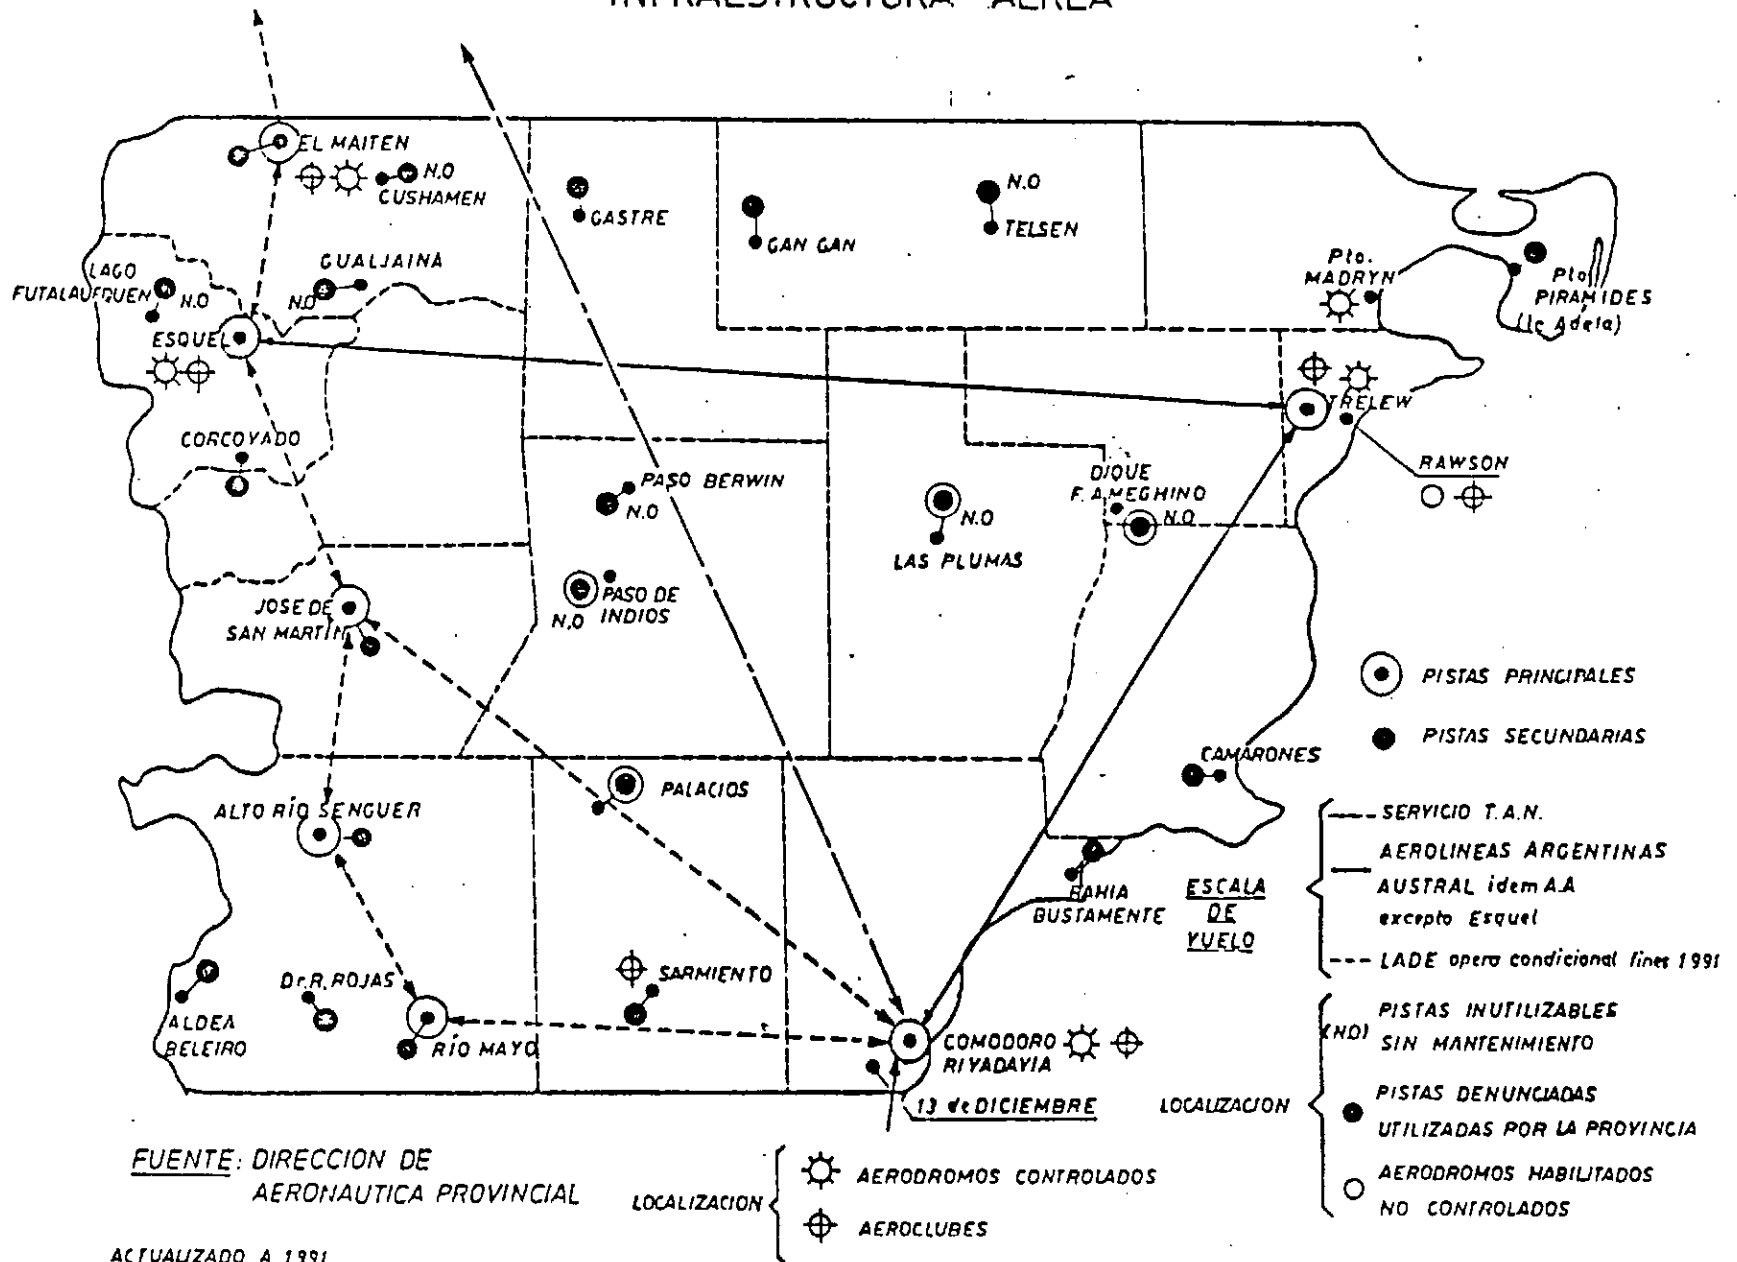 INFRAESTRUCTURA AEREA
EL MAITEN
N.O
CUSHAMEN
GASTRE
GAN GAN
N.O
TELSEN
Pto.
MADRYN
Pto.
PIRAMIDES
(Ie Adela)
LAGO
FUTALAUFQUEN
N.O
GUALJAINA
N.O
ESQUEL
TRELEW
RAWSON
CORCOVADO
PASO BERWIN
N.O
DIQUE
F. AMEGHINO
N.O
N.O
LAS PLUMAS
PASO DE
INDIOS
N.O
JOSE DE
SAN MARTIN
PISTAS PRINCIPALES
PISTAS SECUNDARIAS
CAMARONES
PALACIOS
ALTO RÍO SENGUER
BAHIA
BUSTAMENTE
ESCALA
DE
VUELO
SERVICIO T.A.N.
AEROLINEAS ARGENTINAS
AUSTRAL idem A.A
excepto Esquel
LADE opera condicional fines 1991
Dr. R. ROJAS
ALDEA
BELEIRO
RÍO MAYO
SARMIENTO
COMODORO
RIVADAVIA
13 de DICIEMBRE
LOCALIZACION
(NO)
PISTAS INUTILIZABLES
SIN MANTENIMIENTO
PISTAS DENUNCIADAS
UTILIZADAS POR LA PROVINCIA
AERODROMOS HABILITADOS
NO CONTROLADOS
FUENTE: DIRECCION DE
AERONAUTICA PROVINCIAL
LOCALIZACION
AERODROMOS CONTROLADOS
AEROCLUBES
ACTUALIZADO A 1991